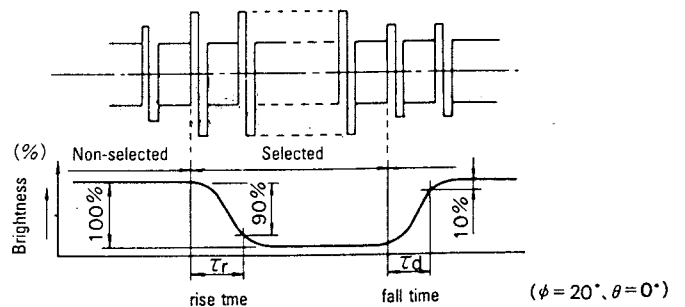 (%)
Non-selected
Selected
Brightness
100%
90%
10%
τr
τd
rise tme
fall time
(ϕ=20°、θ=0°)